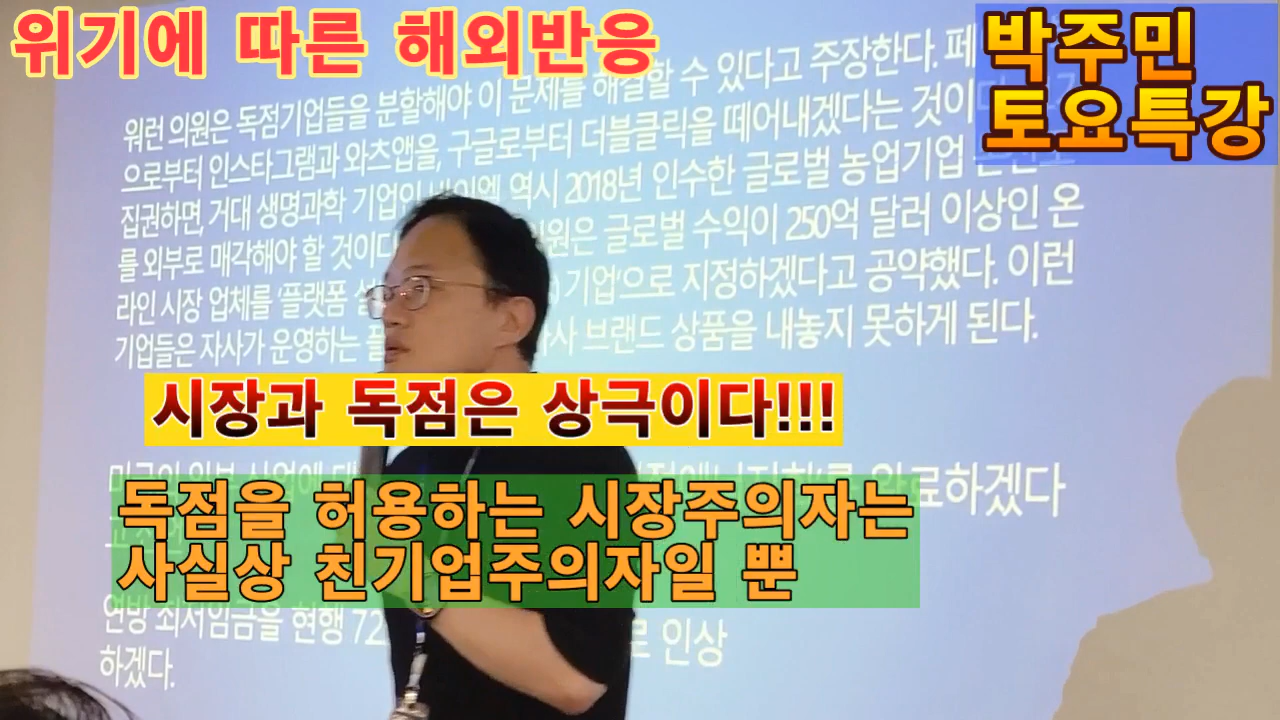 위기에 따른 해외반응
박주민
토요특강
워런 의원은 독점기업들을 분할해야 이 문제를 해결할 수 있다고 주장한다. 페
으로부터 인스타그램과 와츠앱을, 구글로부터 더블클릭을 떼어내겠다는 것이
집권하면, 거대 생명과학 기업인 역시 2018년 인수한 글로벌 농업기업
를 외부로 매각해야 할 것이다 원은 글로벌 수익이 250억 달러 이상인 온
라인 시장 업체를 '플랫폼 기업'으로 지정하겠다고 공약했다. 이런
기업들은 자사가 운영하는 자사 브랜드 상품을 내놓지 못하게 된다.
시장과 독점은 상극이다!!!
완료하겠다
독점을 허용하는 시장주의자는
사실상 친기업주의자일 뿐
연방 최저임금을 현행 72 로 인상
하겠다.